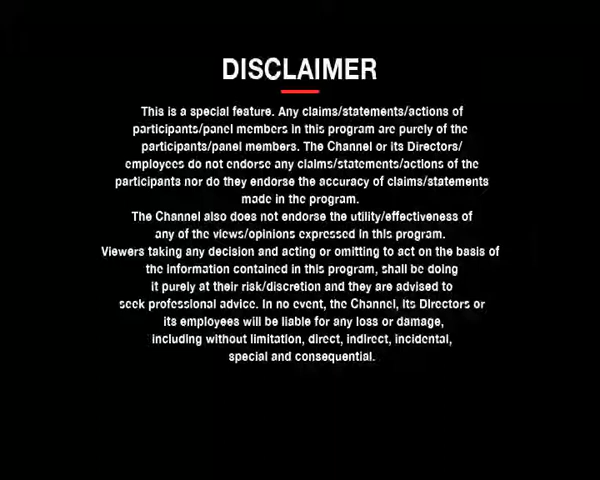 DISCLAIMER
This is a special feature. Any claims/statements/actions of
participants/panel members in this program are purely of the
participants/panel members. The Channel or its Directors/
employees do not endorse any claims/statements/actions of the
participants nor do they endorse the accuracy of claims/statements
made in the program.
The Channel also does not endorse the utility/effectiveness of
any of the views/opinions expressed in this program.
Viewers taking any decision and acting or omitting to act on the basis of
the information contained in this program, shall be doing
it purely at their risk/discretion and they are advised to
seek professional advice. In no event, the Channel, its Directors or
its employees will be liable for any loss or damage,
including without limitation, direct, indirect, incidental,
special and consequential.